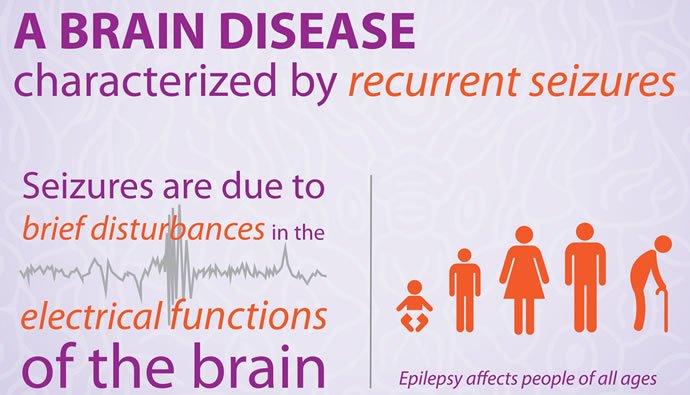 A BRAIN DISEASE
characterized by recurrent seizures
Seizures are due to
brief disturbances in the
electrical functions
of the brain
Epilepsy affects people of all ages